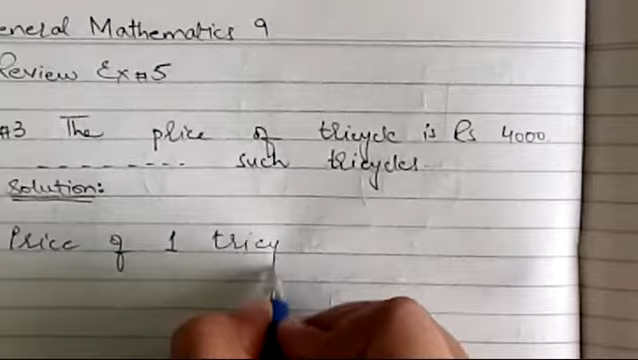 eneral Mathematics 9
Review Ex#5
#3 The price of tricycle is Rs 4000
-------- such tricycles.
Solution:
Price of 1 tricy